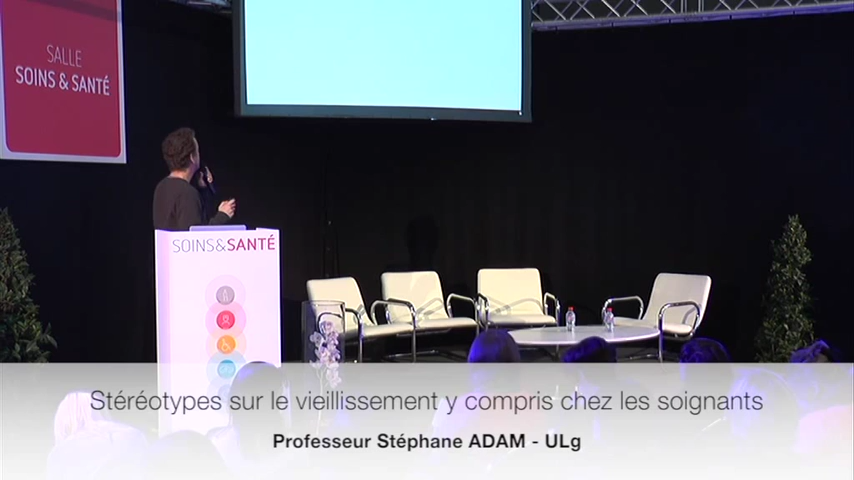 SALLE
SOINS & SANTÉ
SOINS&SANTÉ
Stéréotypes sur le vieillissement y compris chez les soignants
Professeur Stéphane ADAM - ULg